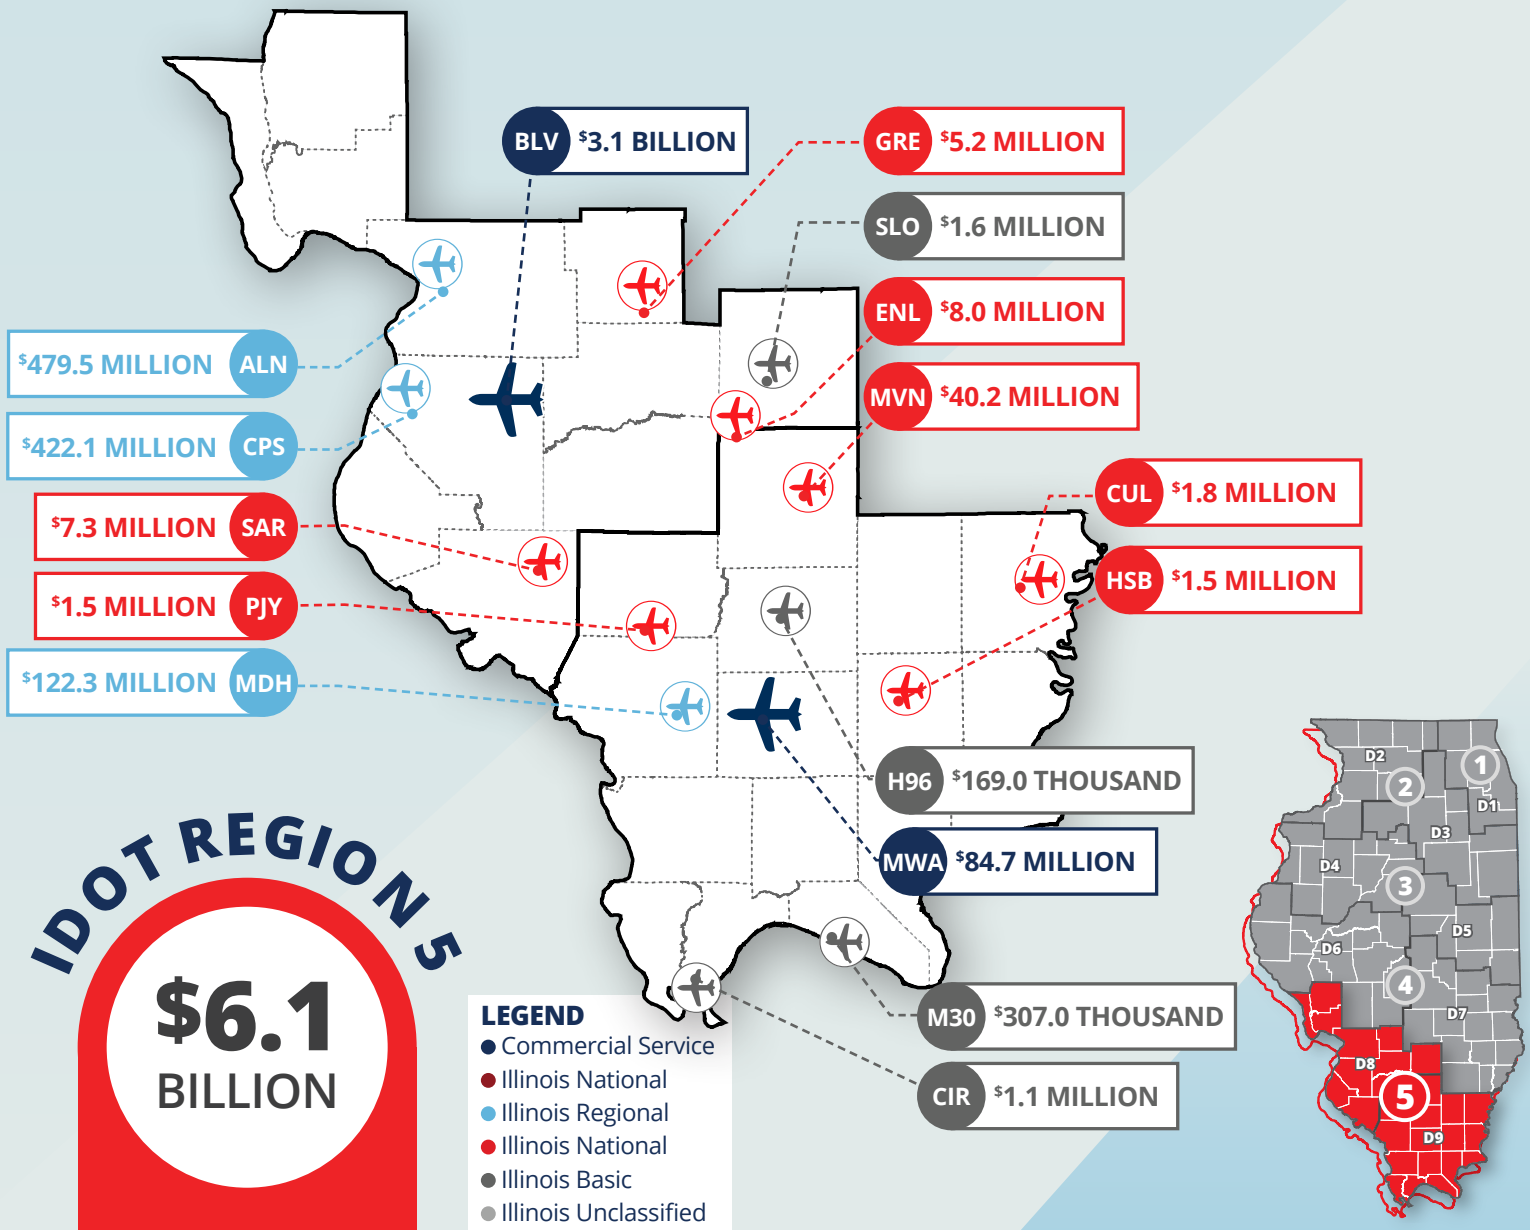 BLV $3.1 BILLION
GRE $5.2 MILLION
SLO $1.6 MILLION
ENL $8.0 MILLION
MVN $40.2 MILLION
$479.5 MILLION ALN
$422.1 MILLION CPS
$7.3 MILLION SAR
$1.5 MILLION PJY
$122.3 MILLION MDH
CUL $1.8 MILLION
HSB $1.5 MILLION
H96 $169.0 THOUSAND
MWA $84.7 MILLION
M30 $307.0 THOUSAND
CIR $1.1 MILLION
IDOT REGION 5
$6.1
BILLION
LEGEND
Commercial Service
Illinois National
Illinois Regional
Illinois National
Illinois Basic
Illinois Unclassified
D2
1
2
D1
D3
D4
3
D5
D6
4
D7
D8
5
D9